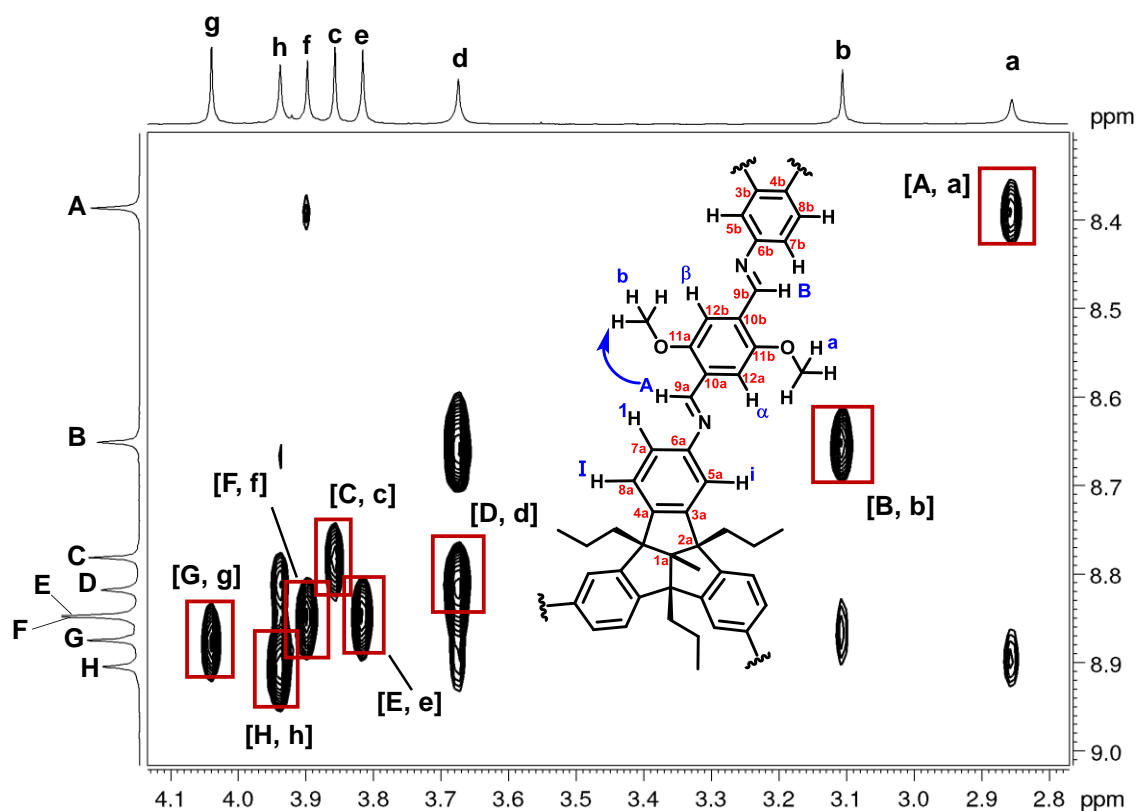 g
h
f
c
e
d
b
a
ppm
A
B
C
D
E
F
G
H
[A, a]
[B, b]
[C, c]
[D, d]
[E, e]
[F, f]
[G, g]
[H, h]
3b
4b
H
5b
8b
H
6b
7b
N
H
b
H
H
β
H
9b
H
B
H
C
12b
10b
O
11a
11b
O
H
a
A
H
9a
10a
12a
C
H
H
H
α
1
H
N
7a
6a
I
H
8a
5a
H
i
4a
3a
2a
1a
8.4
8.5
8.6
8.7
8.8
8.9
9.0
4.1 4.0 3.9 3.8 3.7 3.6 3.5 3.4 3.3 3.2 3.1 3.0 2.9 2.8 ppm